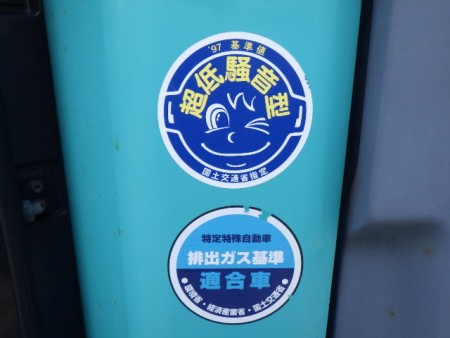 '97 基準値
超低騒音型
国土交通省指定
特定特殊自動車
排出ガス基準
適合車
●環境省・経済産業省・国土交通省●